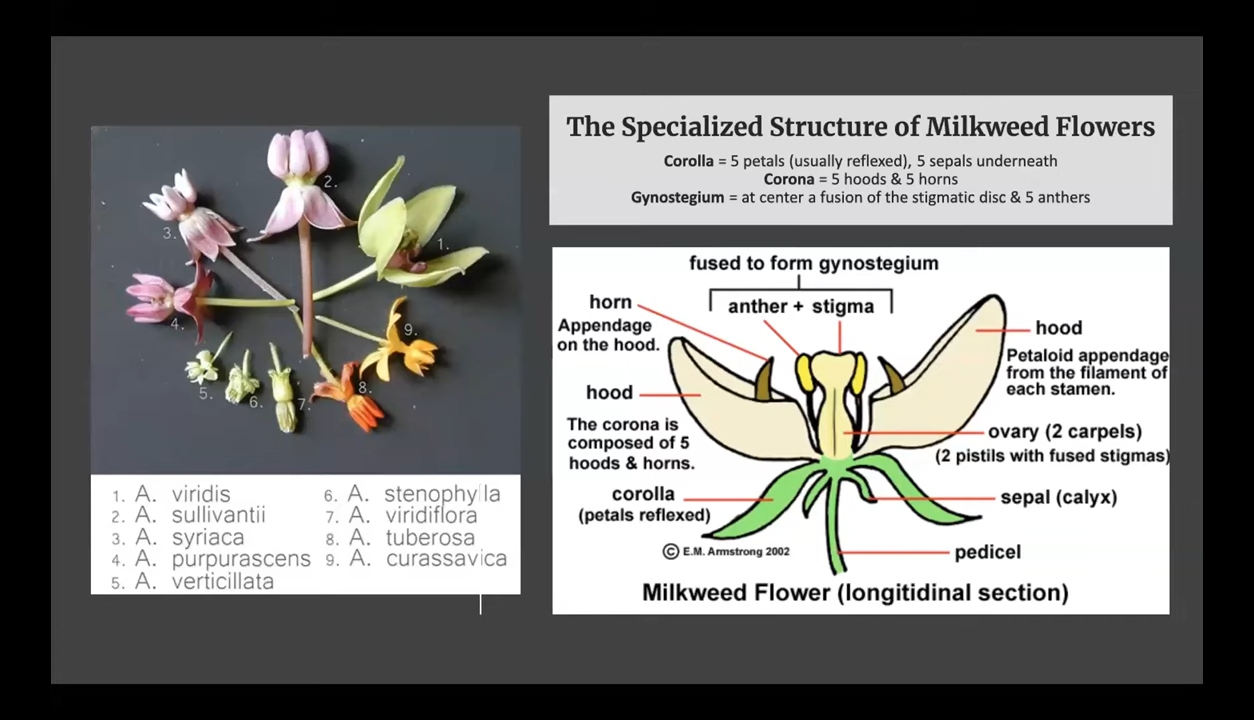 The Specialized Structure of Milkweed Flowers
Corolla = 5 petals (usually reflexed), 5 sepals underneath
Corona = 5 hoods & 5 horns
Gynostegium = at center a fusion of the stigmatic disc & 5 anthers
1.
2.
3.
4.
5.
6.
7.
8.
9.
1. A. viridis
2. A. sullivantii
3. A. syriaca
4. A. purpurascens
5. A. verticillata
6. A. stenophylla
7. A. viridiflora
8. A. tuberosa
9. A. curassavica
fused to form gynostegium
anther + stigma
horn
Appendage
on the hood.
hood
The corona is
composed of 5
hoods & horns.
corolla
(petals reflexed)
hood
Petaloid appendage
from the filament of
each stamen.
ovary (2 carpels)
(2 pistils with fused stigmas)
sepal (calyx)
pedicel
© E.M. Armstrong 2002
Milkweed Flower (longitidinal section)